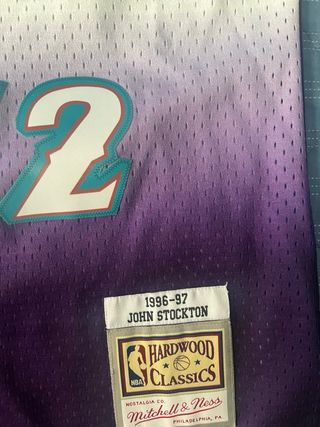 2
1996-97
JOHN STOCKTON
HARDWOOD
CLASSICS
NBA
NOSTALGIA CO.
Mitchell & Ness
PHILADELPHIA, PA.